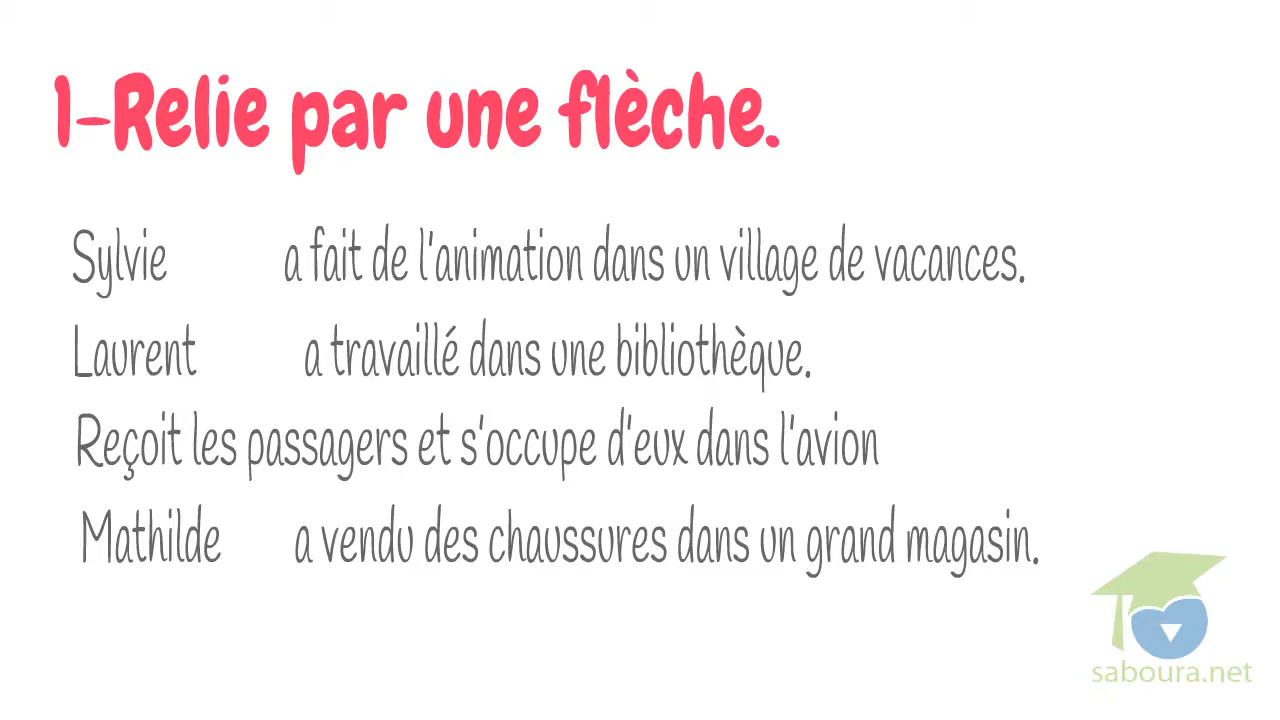 1-Relie par une flèche.
Sylvie a fait de l'animation dans un village de vacances.
Laurent a travaillé dans une bibliothèque.
Reçoit les passagers et s'occupe d'eux dans l'avion
Mathilde a vendu des chaussures dans un grand magasin.
saboura.net